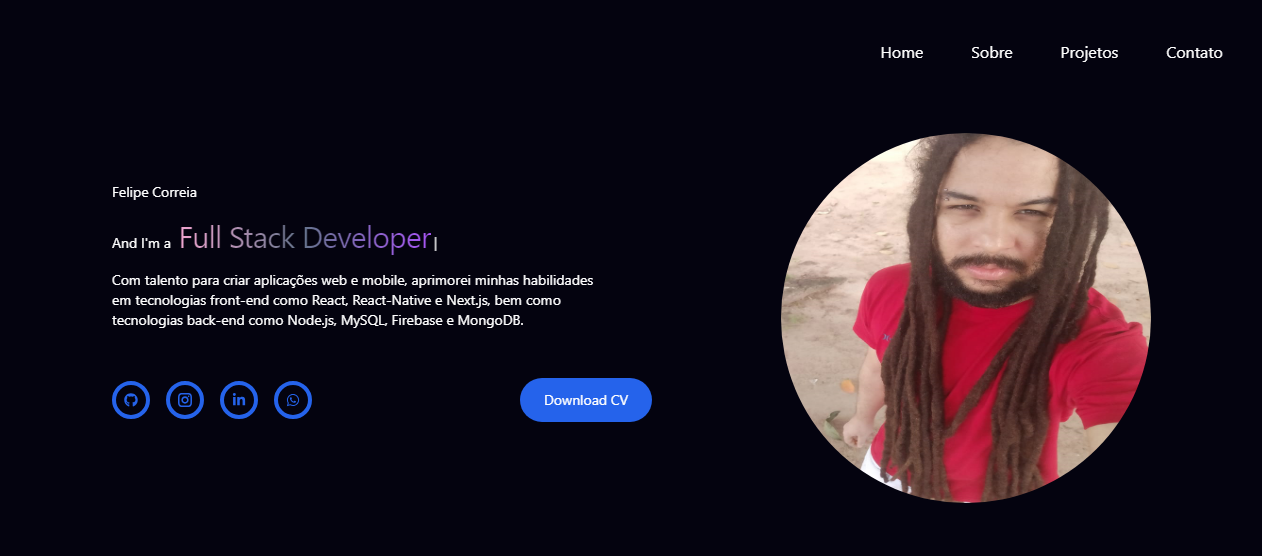 Home Sobre Projetos Contato
Felipe Correia
And I'm a Full Stack Developer|
Com talento para criar aplicações web e mobile, aprimorei minhas habilidades
em tecnologias front-end como React, React-Native e Next.js, bem como
tecnologias back-end como Node.js, MySQL, Firebase e MongoDB.
in
Download CV